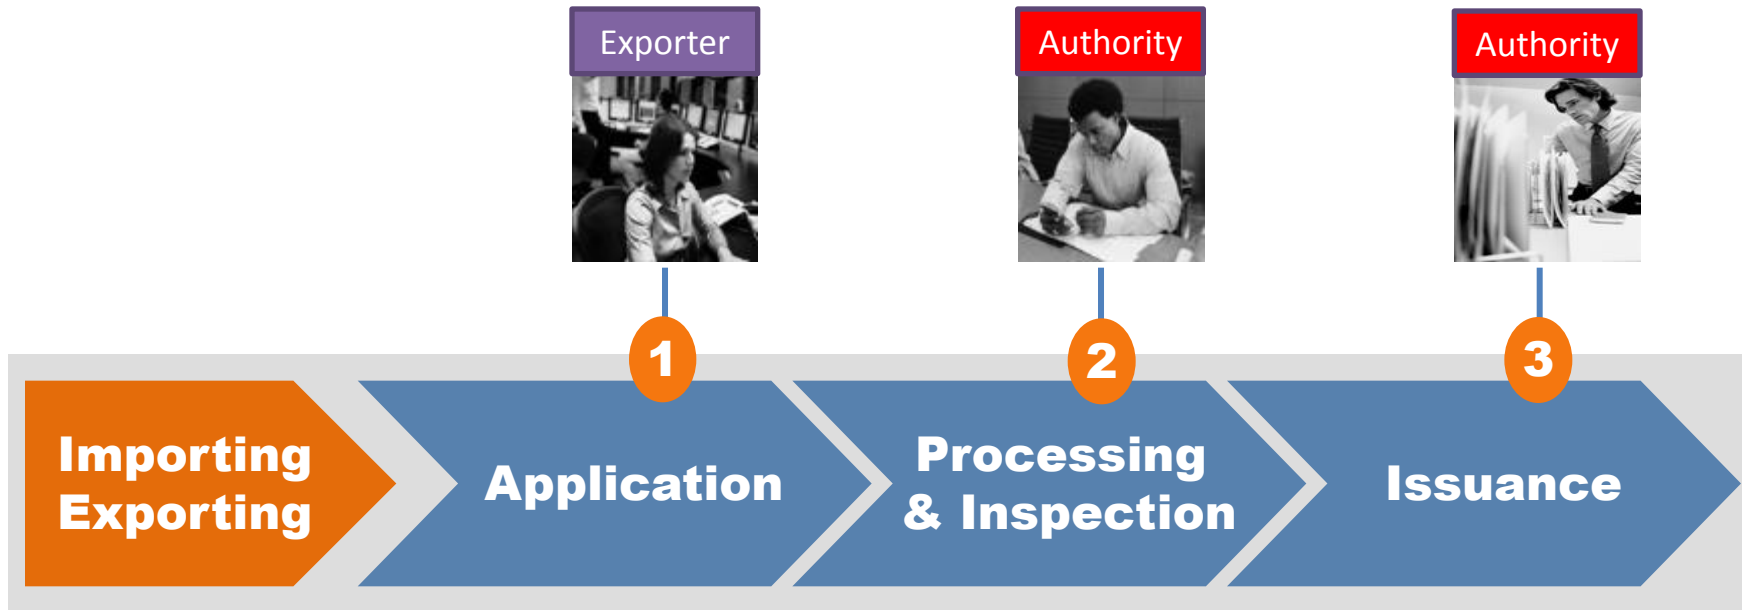 Exporter
Authority
Authority
1
2
3
Importing
Exporting
Application
Processing
& Inspection
Issuance